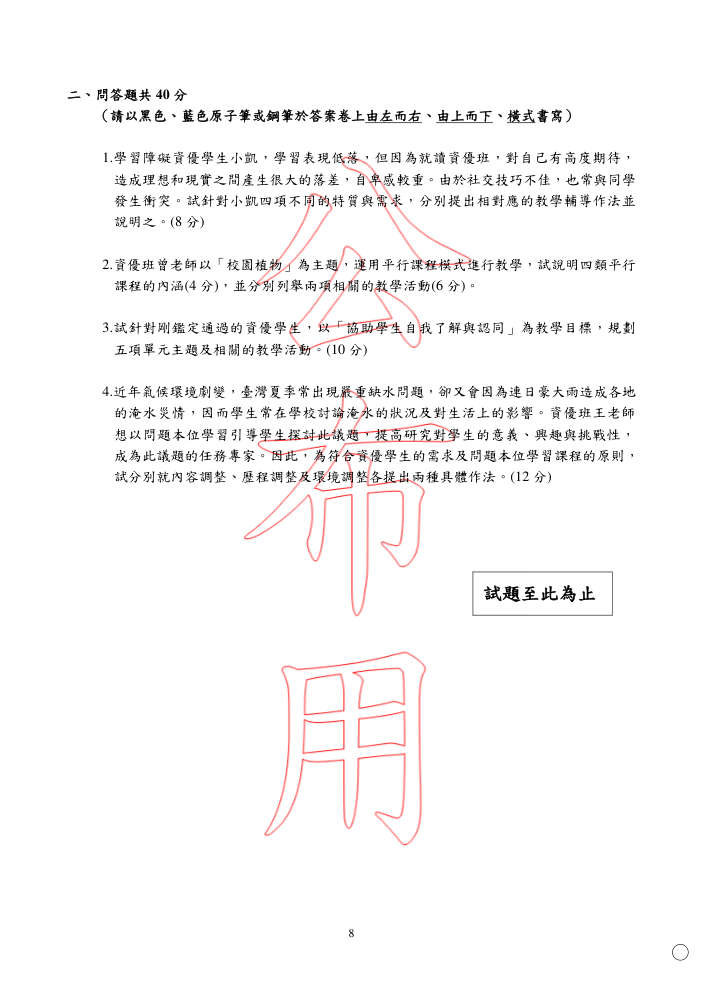 二、問答題共 40 分
（請以黑色、藍色原子筆或鋼筆於答案卷上由左而右、由上而下、橫式書寫）
1.學習障礙資優學生小凱，學習表現低落，但因為就讀資優班，對自己有高度期待，
造成理想和現實之間產生很大的落差，自卑感較重。由於社交技巧不佳，也常與同學
發生衝突。試針對小凱四項不同的特質與需求，分別提出相對應的教學輔導作法並
說明之。(8 分)
2.資優班曾老師以「校園植物」為主題，運用平行課程模式進行教學，試說明四類平行
課程的內涵(4 分)，並分別列舉兩項相關的教學活動(6 分)。
3.試針對剛鑑定通過的資優學生，以「協助學生自我了解與認同」為教學目標，規劃
五項單元主題及相關的教學活動。(10 分)
4.近年氣候環境劇變，臺灣夏季常出現嚴重缺水問題，卻又會因為連日豪大雨造成各地
的淹水災情，因而學生常在學校討論淹水的狀況及對生活上的影響。資優班王老師
想以問題本位學習引導學生探討此議題，提高研究對學生的意義、興趣與挑戰性，
成為此議題的任務專家。因此，為符合資優學生的需求及問題本位學習課程的原則，
試分別就內容調整、歷程調整及環境調整各提出兩種具體作法。(12 分)
試題至此為止
公
布
用
8